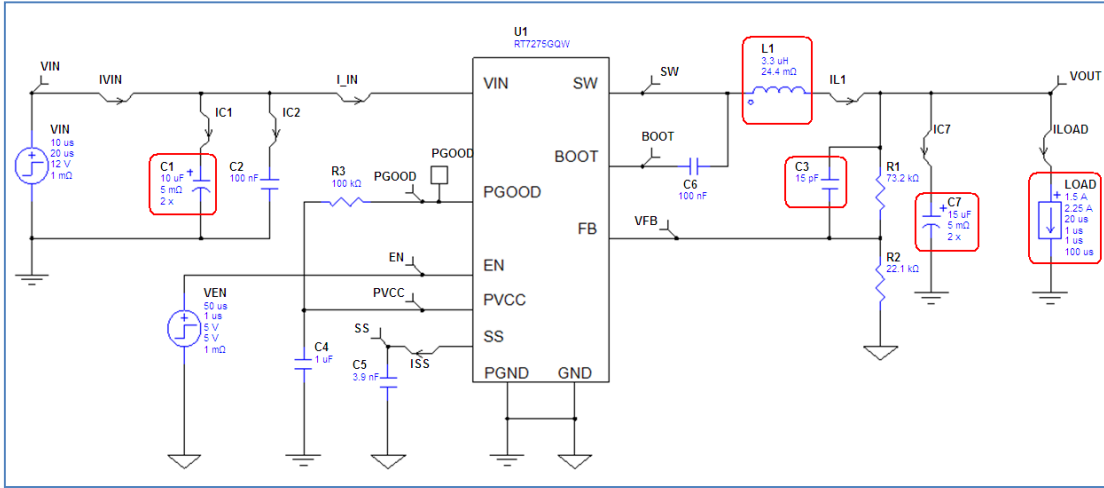 U1
RT7275GQW
VIN
IVIN
I_IN
VIN
10 us
20 us
12 V
1 mΩ
IC1
IC2
C1
10 uF
5 mΩ
2 x
C2
100 nF
R3
100 kΩ
PGOOD
PGOOD
VIN
PGOOD
EN
PVCC
SS
PGND
GND
SW
BOOT
FB
EN
PVCC
VEN
50 us
1 us
5 V
5 V
1 mΩ
C4
1 uF
SS
ISS
C5
3.9 nF
SW
BOOT
C6
100 nF
L1
3.3 uH
24.4 mΩ
IL1
VFB
C3
15 pF
R1
73.2 kΩ
R2
22.1 kΩ
IC7
C7
15 uF
5 mΩ
2 x
VOUT
ILOAD
LOAD
1.5 A
2.25 A
20 us
1 us
1 us
100 us